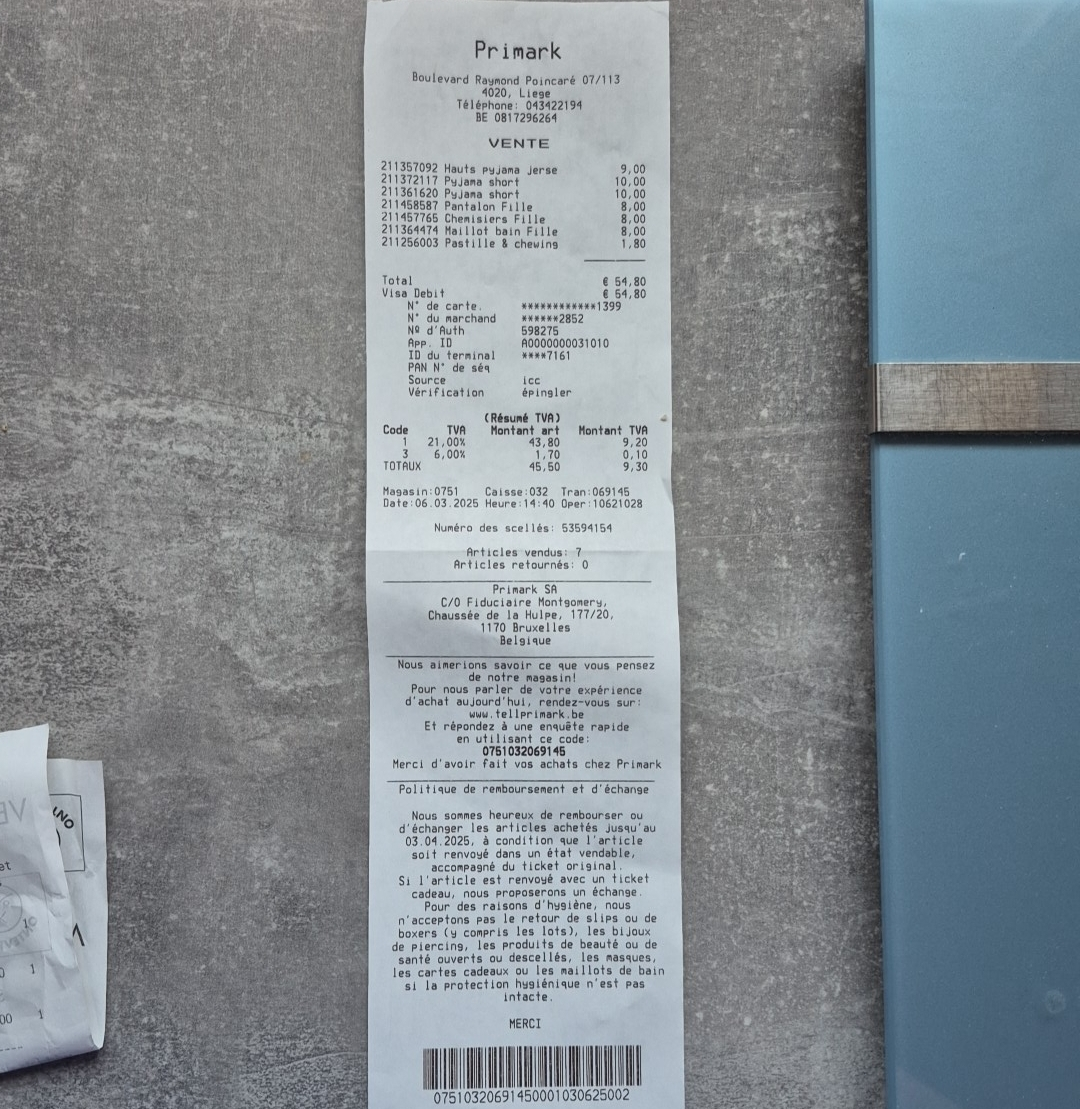 Primark
Boulevard Raymond Poincaré 07/113
4020, Liege
Téléphone: 043422194
BE 0817296264
VENTE
211357092 Hauts pyjama jerse 9,00
211372117 Pyjama short 10,00
211361620 Pyjama short 10,00
211458587 Pantalon Fille 8,00
211457765 Chemisiers Fille 8,00
211364474 Maillot bain Fille 8,00
211256003 Pastille & chewing 1,80
Total € 54,80
Visa Debit € 54,80
N° de carte. ************1399
N° du marchand ******2852
Nº d'Auth 598275
App. ID A0000000031010
ID du terminal ****7161
PAN N° de séq
Source icc
Vérification épingler
(Résumé TVA)
Code TVA Montant art Montant TVA
1 21,00% 43,80 9,20
3 6,00% 1,70 0,10
TOTAUX 45,50 9,30
Magasin:0751 Caisse:032 Tran:069145
Date:06.03.2025 Heure:14:40 Oper:10621028
Numéro des scellés: 53594154
Articles vendus: 7
Articles retournés: 0
Primark SA
C/O Fiduciaire Montgomery,
Chaussée de la Hulpe, 177/20,
1170 Bruxelles
Belgique
Nous aimerions savoir ce que vous pensez
de notre magasin!
Pour nous parler de votre expérience
d'achat aujourd'hui, rendez-vous sur:
www.tellprimark.be
Et répondez à une enquête rapide
en utilisant ce code:
0751032069145
Merci d'avoir fait vos achats chez Primark
Politique de remboursement et d'échange
Nous sommes heureux de rembourser ou
d'échanger les articles achetés jusqu'au
03.04.2025, à condition que l'article
soit renvoyé dans un état vendable,
accompagné du ticket original.
Si l'article est renvoyé avec un ticket
cadeau, nous proposerons un échange.
Pour des raisons d'hygiène, nous
n'acceptons pas le retour de slips ou de
boxers (y compris les lots), les bijoux
de piercing, les produits de beauté ou de
santé ouverts ou descellés, les masques,
les cartes cadeaux ou les maillots de bain
si la protection hygiénique n'est pas
intacte.
MERCI
07510320691450001030625002